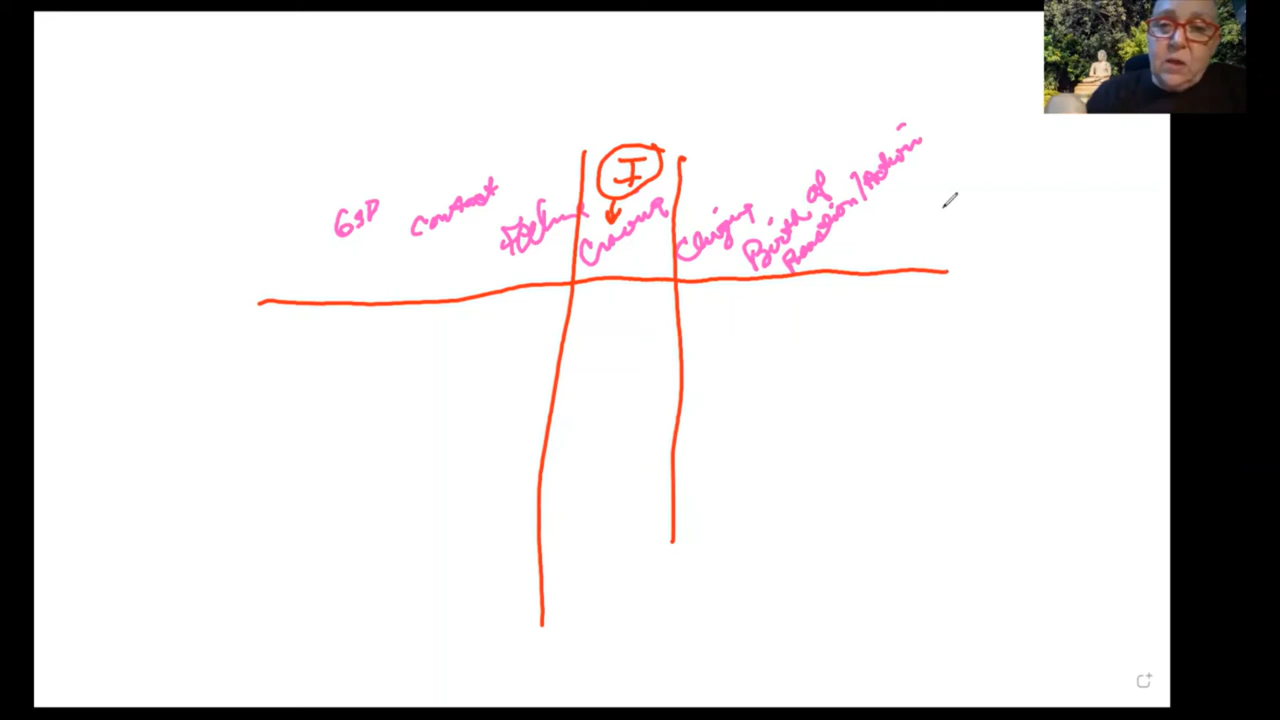 I
6SD
Contact
Feeling
Craving
Clinging
Birth of
Reaction/Action